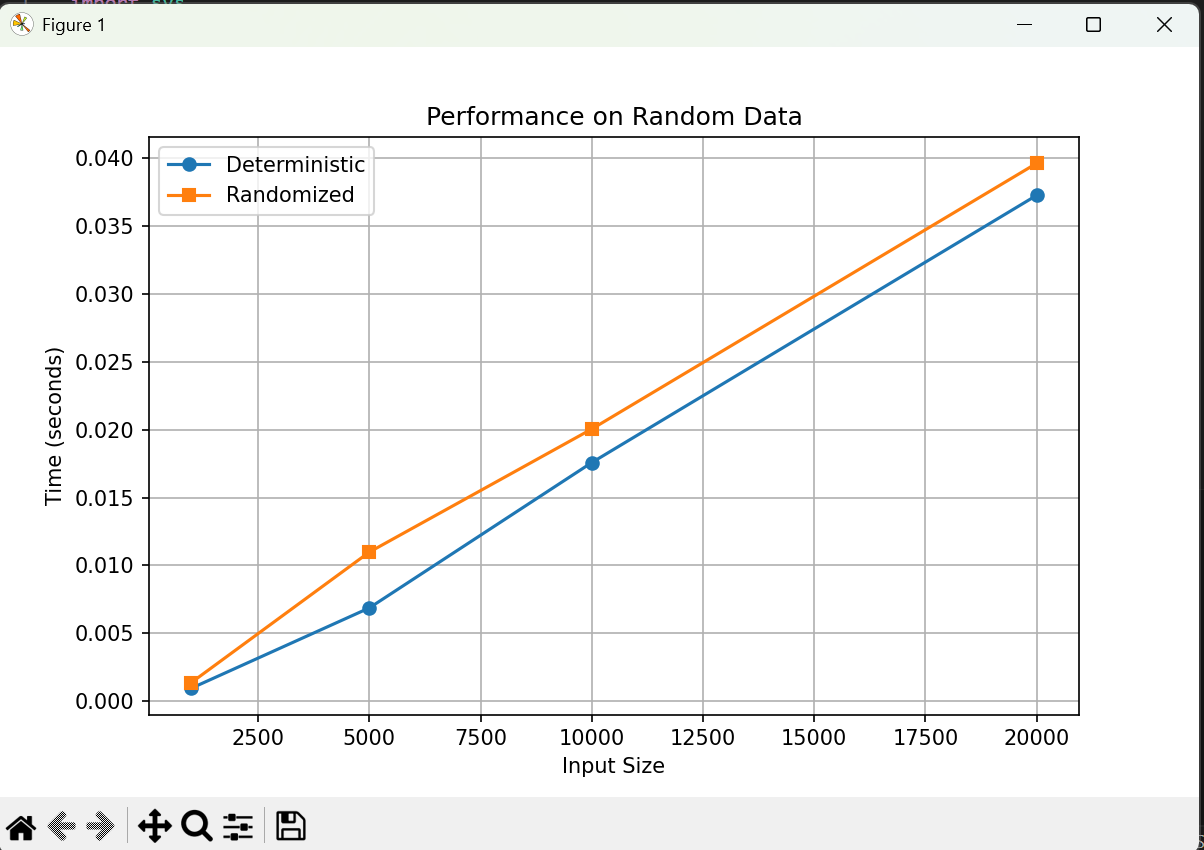 import sys
Figure 1
Performance on Random Data
Deterministic
Randomized
0.040
0.035
0.030
0.025
0.020
0.015
0.010
0.005
0.000
Time (seconds)
2500 5000 7500 10000 12500 15000 17500 20000
Input Size